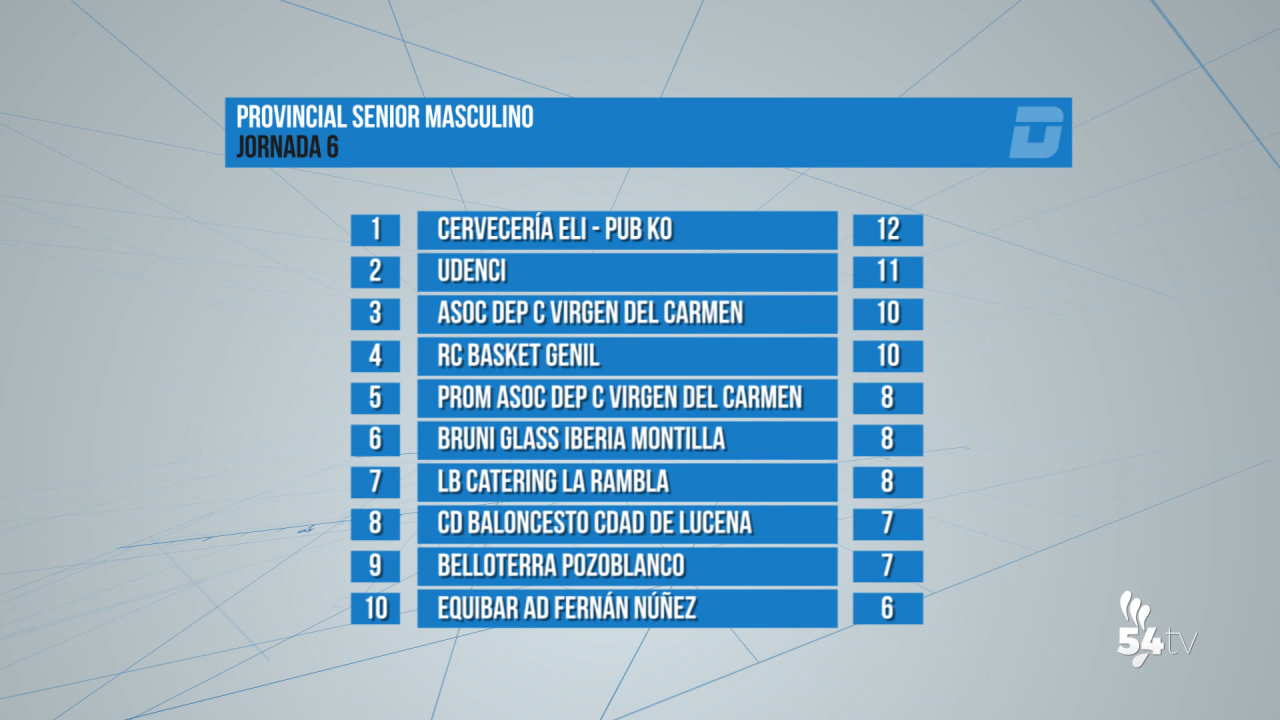 PROVINCIAL SENIOR MASCULINO
JORNADA 6
1 CERVECERÍA ELI - PUB KO 12
2 UDENCI 11
3 ASOC DEP C VIRGEN DEL CARMEN 10
4 RC BASKET GENIL 10
5 PROM ASOC DEP C VIRGEN DEL CARMEN 8
6 BRUNI GLASS IBERIA MONTILLA 8
7 LB CATERING LA RAMBLA 8
8 CD BALONCESTO CDAD DE LUCENA 7
9 BELLOTERRA POZOBLANCO 7
10 EQUIBAR AD FERNÁN NÚÑEZ 6
54tv